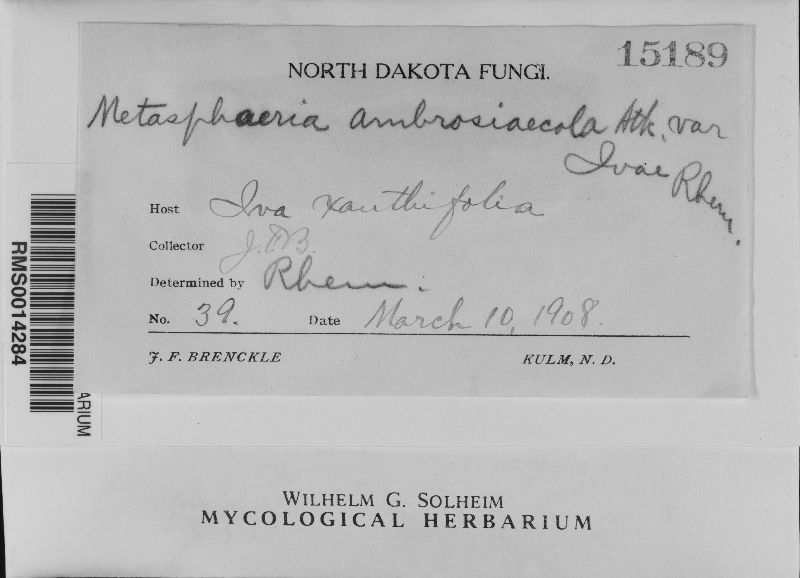 15189
NORTH DAKOTA FUNGI.
Metasphaeria ambrosiaecola Atk. var
Ivae Rhem.
Host Iva xanthifolia
Collector J.F.B.
Determined by Rhem.
No. 39. Date March 10, 1908.
J. F. BRENCKLE KULM, N. D.
RMS0014284
ARIUM
WILHELM G. SOLHEIM
MYCOLOGICAL HERBARIUM